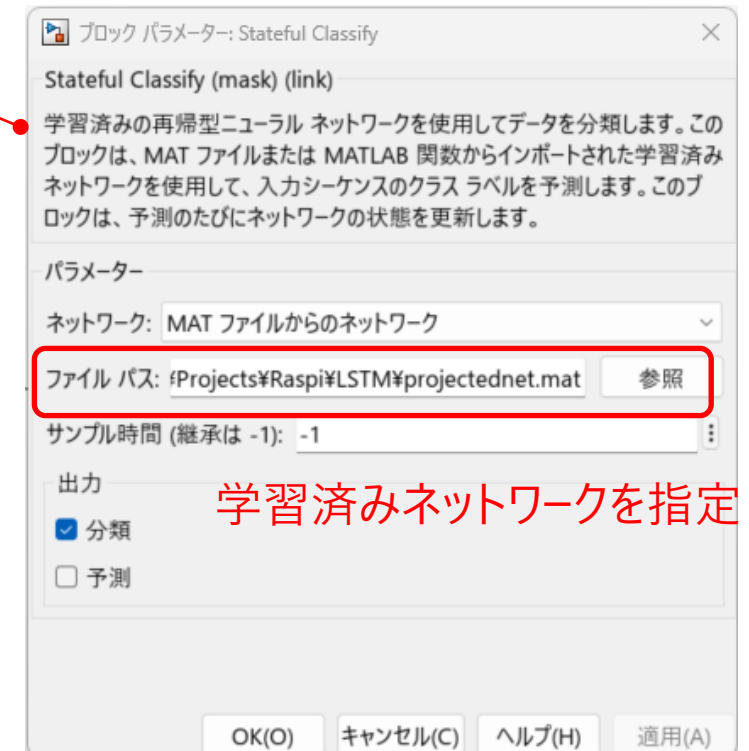 ブロック パラメーター: Stateful Classify
Stateful Classify (mask) (link)
学習済みの再帰型ニューラル ネットワークを使用してデータを分類します。この
ブロックは、MAT ファイルまたは MATLAB 関数からインポートされた学習済み
ネットワークを使用して、入力シーケンスのクラス ラベルを予測します。このブ
ロックは、予測のたびにネットワークの状態を更新します。
パラメーター
ネットワーク: MAT ファイルからのネットワーク
ファイル パス: ¥Projects¥Raspi¥LSTM¥projectednet.mat 参照
サンプル時間 (継承は -1): -1
出力
学習済みネットワークを指定
分類
予測
OK(O) キャンセル(C) ヘルプ(H) 適用(A)